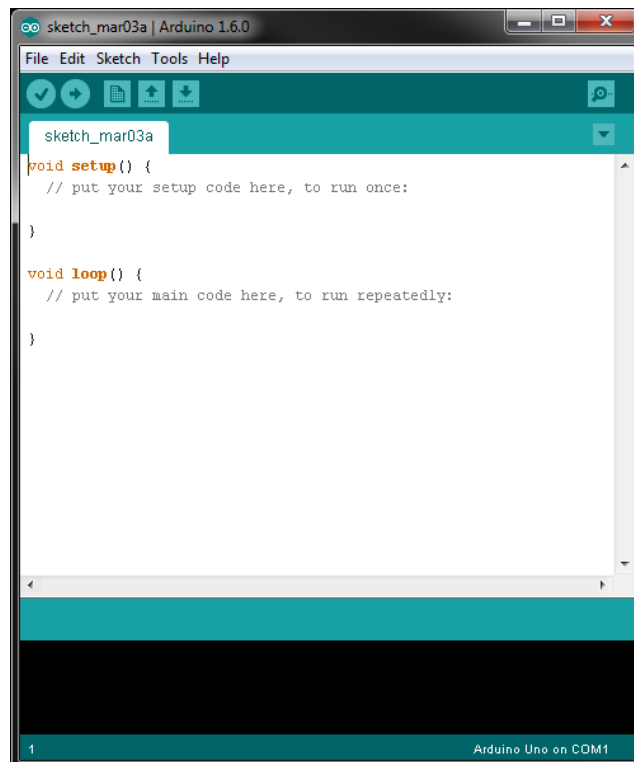 sketch_mar03a | Arduino 1.6.0
File Edit Sketch Tools Help
sketch_mar03a
void setup() {
  // put your setup code here, to run once:
}
void loop() {
  // put your main code here, to run repeatedly:
}
1 Arduino Uno on COM1